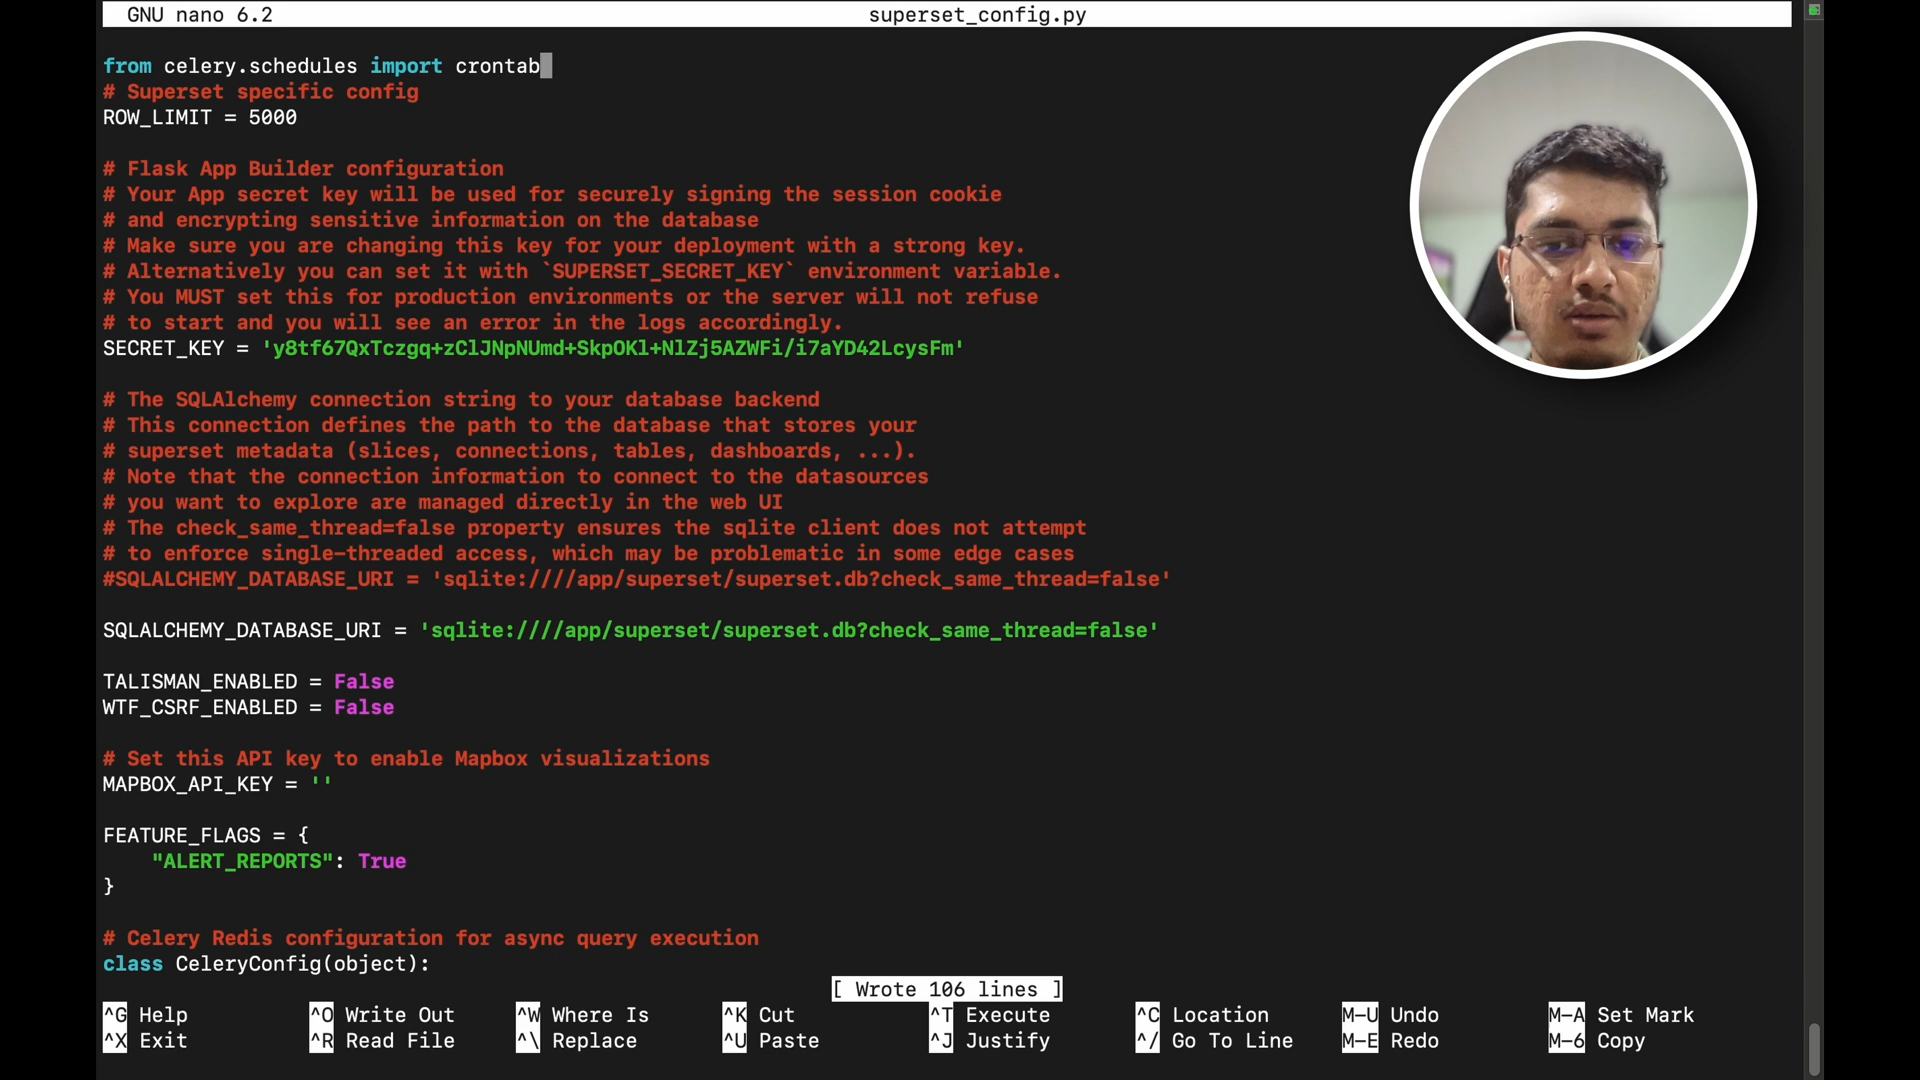 GNU nano 6.2 superset_config.py
from celery.schedules import crontab
# Superset specific config
ROW_LIMIT = 5000
# Flask App Builder configuration
# Your App secret key will be used for securely signing the session cookie
# and encrypting sensitive information on the database
# Make sure you are changing this key for your deployment with a strong key.
# Alternatively you can set it with `SUPERSET_SECRET_KEY` environment variable.
# You MUST set this for production environments or the server will not refuse
# to start and you will see an error in the logs accordingly.
SECRET_KEY = 'y8tf67QxTczgq+zClJNpNUmd+SkpOKl+NlZj5AZWFi/i7aYD42LcysFm'
# The SQLAlchemy connection string to your database backend
# This connection defines the path to the database that stores your
# superset metadata (slices, connections, tables, dashboards, ...).
# Note that the connection information to connect to the datasources
# you want to explore are managed directly in the web UI
# The check_same_thread=false property ensures the sqlite client does not attempt
# to enforce single-threaded access, which may be problematic in some edge cases
#SQLALCHEMY_DATABASE_URI = 'sqlite:////app/superset/superset.db?check_same_thread=false'
SQLALCHEMY_DATABASE_URI = 'sqlite:////app/superset/superset.db?check_same_thread=false'
TALISMAN_ENABLED = False
WTF_CSRF_ENABLED = False
# Set this API key to enable Mapbox visualizations
MAPBOX_API_KEY = ''
FEATURE_FLAGS = {
"ALERT_REPORTS": True
}
# Celery Redis configuration for async query execution
class CeleryConfig(object):
[ Wrote 106 lines ]
^G Help ^O Write Out ^W Where Is ^K Cut ^T Execute ^C Location M-U Undo M-A Set Mark
^X Exit ^R Read File ^\ Replace ^U Paste ^J Justify ^/ Go To Line M-E Redo M-6 Copy